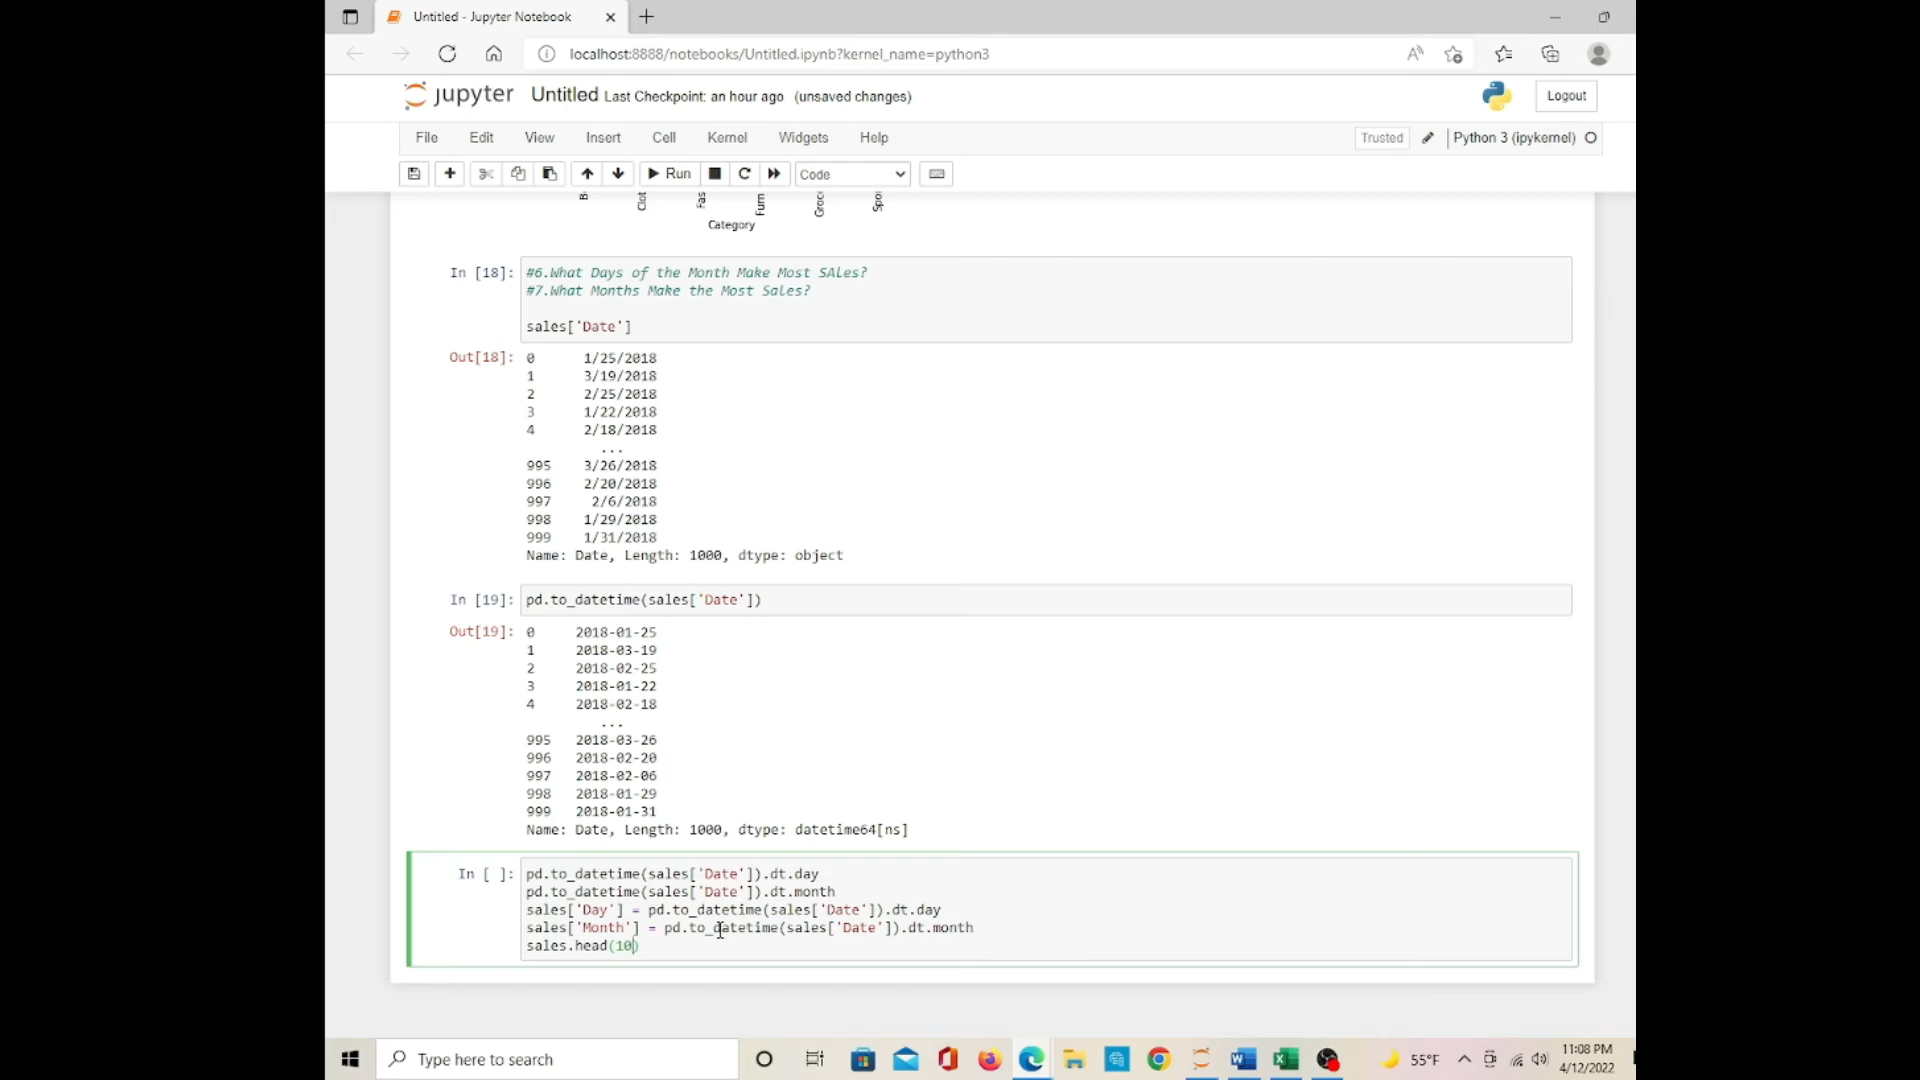 Untitled - Jupyter Notebook
localhost:8888/notebooks/Untitled.ipynb?kernel_name=python3
jupyter Untitled Last Checkpoint: an hour ago (unsaved changes)
Logout
File Edit View Insert Cell Kernel Widgets Help
Trusted Python 3 (ipykernel)
Run Code
Category
In [18]: #6.What Days of the Month Make Most SAles?
#7.What Months Make the Most Sales?
sales['Date']
Out[18]: 0 1/25/2018
1 3/19/2018
2 2/25/2018
3 1/22/2018
4 2/18/2018
...
995 3/26/2018
996 2/20/2018
997 2/6/2018
998 1/29/2018
999 1/31/2018
Name: Date, Length: 1000, dtype: object
In [19]: pd.to_datetime(sales['Date'])
Out[19]: 0 2018-01-25
1 2018-03-19
2 2018-02-25
3 2018-01-22
4 2018-02-18
...
995 2018-03-26
996 2018-02-20
997 2018-02-06
998 2018-01-29
999 2018-01-31
Name: Date, Length: 1000, dtype: datetime64[ns]
In [ ]: pd.to_datetime(sales['Date']).dt.day
pd.to_datetime(sales['Date']).dt.month
sales['Day'] = pd.to_datetime(sales['Date']).dt.day
sales['Month'] = pd.to_datetime(sales['Date']).dt.month
sales.head(10)
Type here to search
55°F
11:08 PM
4/12/2022